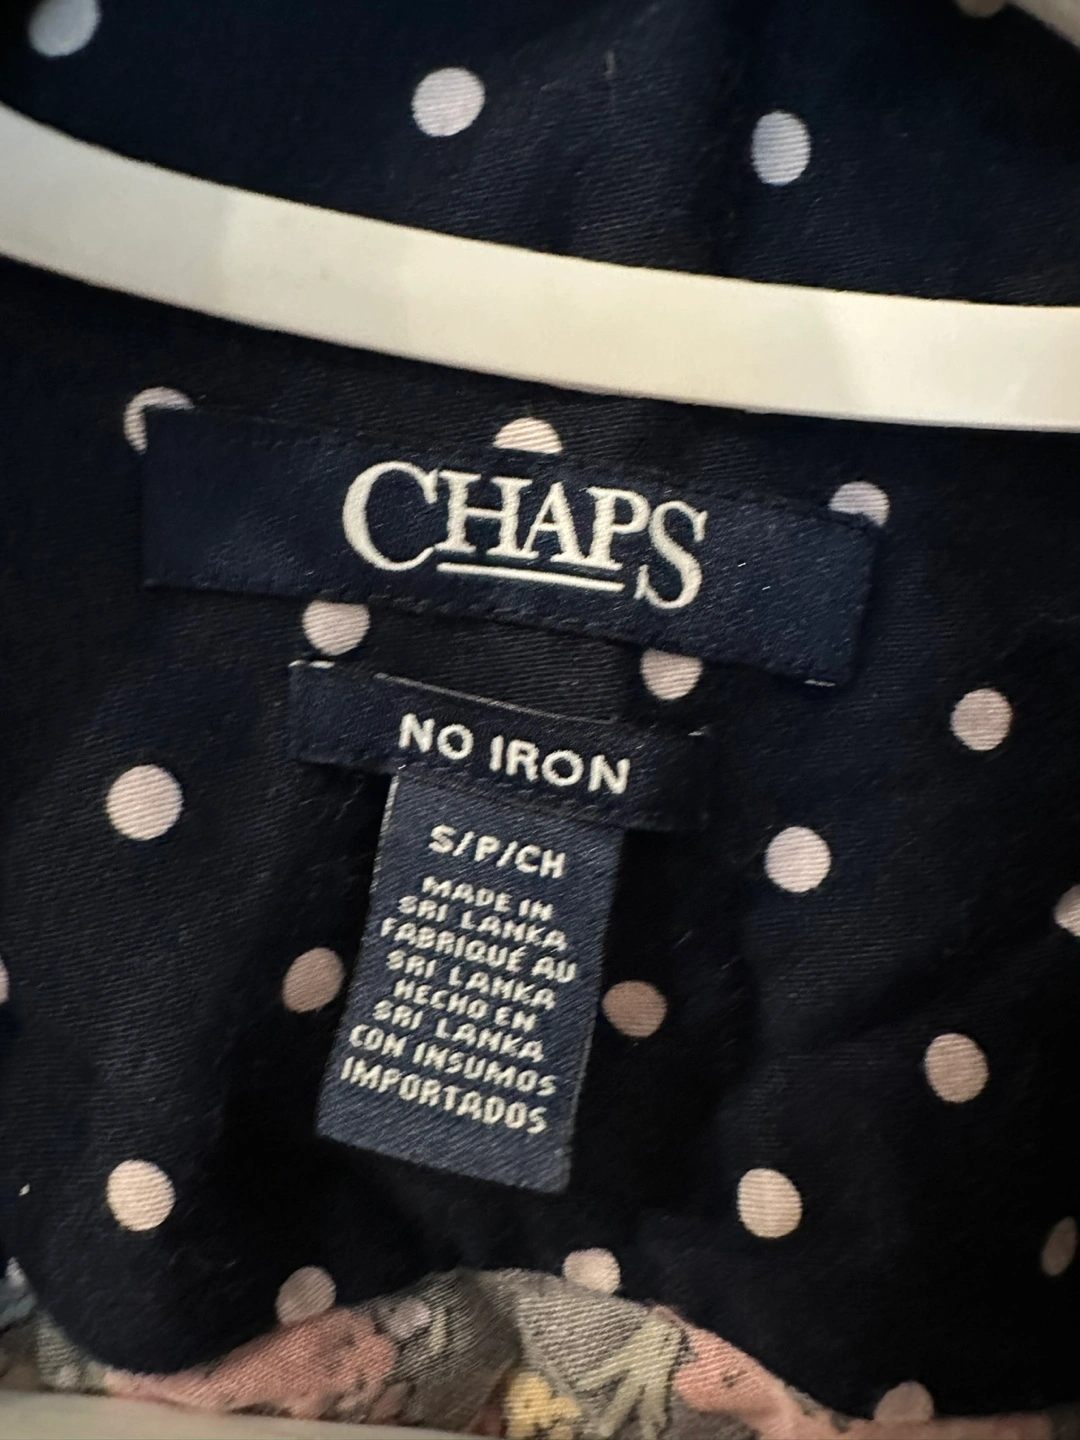 CHAPS
NO IRON
S/P/CH
MADE IN
SRI LANKA
FABRIQUÉ AU
SRI LANKA
HECHO EN
SRI LANKA
CON INSUMOS
IMPORTADOS